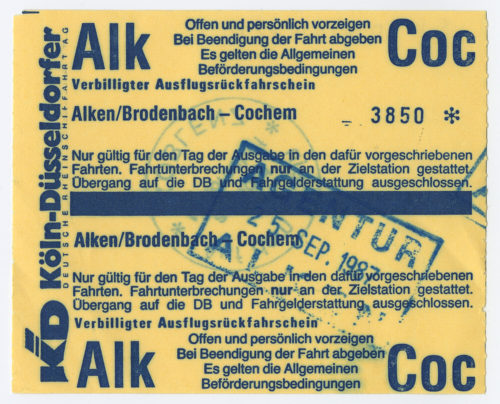 Alk
Offen und persönlich vorzeigen
Bei Beendigung der Fahrt abgeben
Es gelten die Allgemeinen
Beförderungsbedingungen
Coc
Verbilligter Ausflugsrückfahrschein
Alken/Brodenbach – Cochem
– 3850 *
Nur gültig für den Tag der Ausgabe in den dafür vorgeschriebenen
Fahrten. Fahrtunterbrechungen nur an der Zielstation gestattet.
Übergang auf die DB und Fahrgelderstattung ausgeschlossen.
AGENTUR
25. SEP. 1987
Alken/Brodenbach – Cochem
Nur gültig für den Tag der Ausgabe in den dafür vorgeschriebenen
Fahrten. Fahrtunterbrechungen nur an der Zielstation gestattet.
Übergang auf die DB und Fahrgelderstattung ausgeschlossen.
Verbilligter Ausflugsrückfahrschein
Alk
Offen und persönlich vorzeigen
Bei Beendigung der Fahrt abgeben
Es gelten die Allgemeinen
Beförderungsbedingungen
Coc
KD Köln-Düsseldorfer
DEUTSCHE RHEINSCHIFFAHRT AG